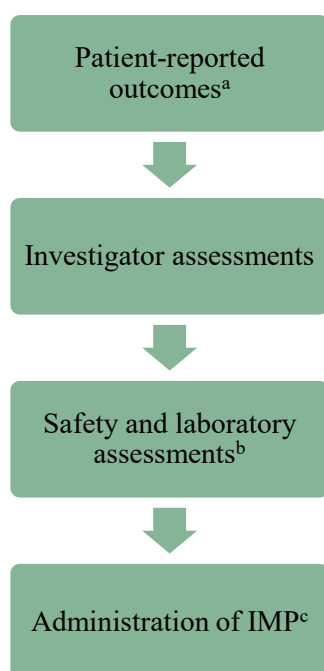 Patient-reported
outcomesᵃ
Investigator assessments
Safety and laboratory
assessmentsᵇ
Administration of IMPᶜ